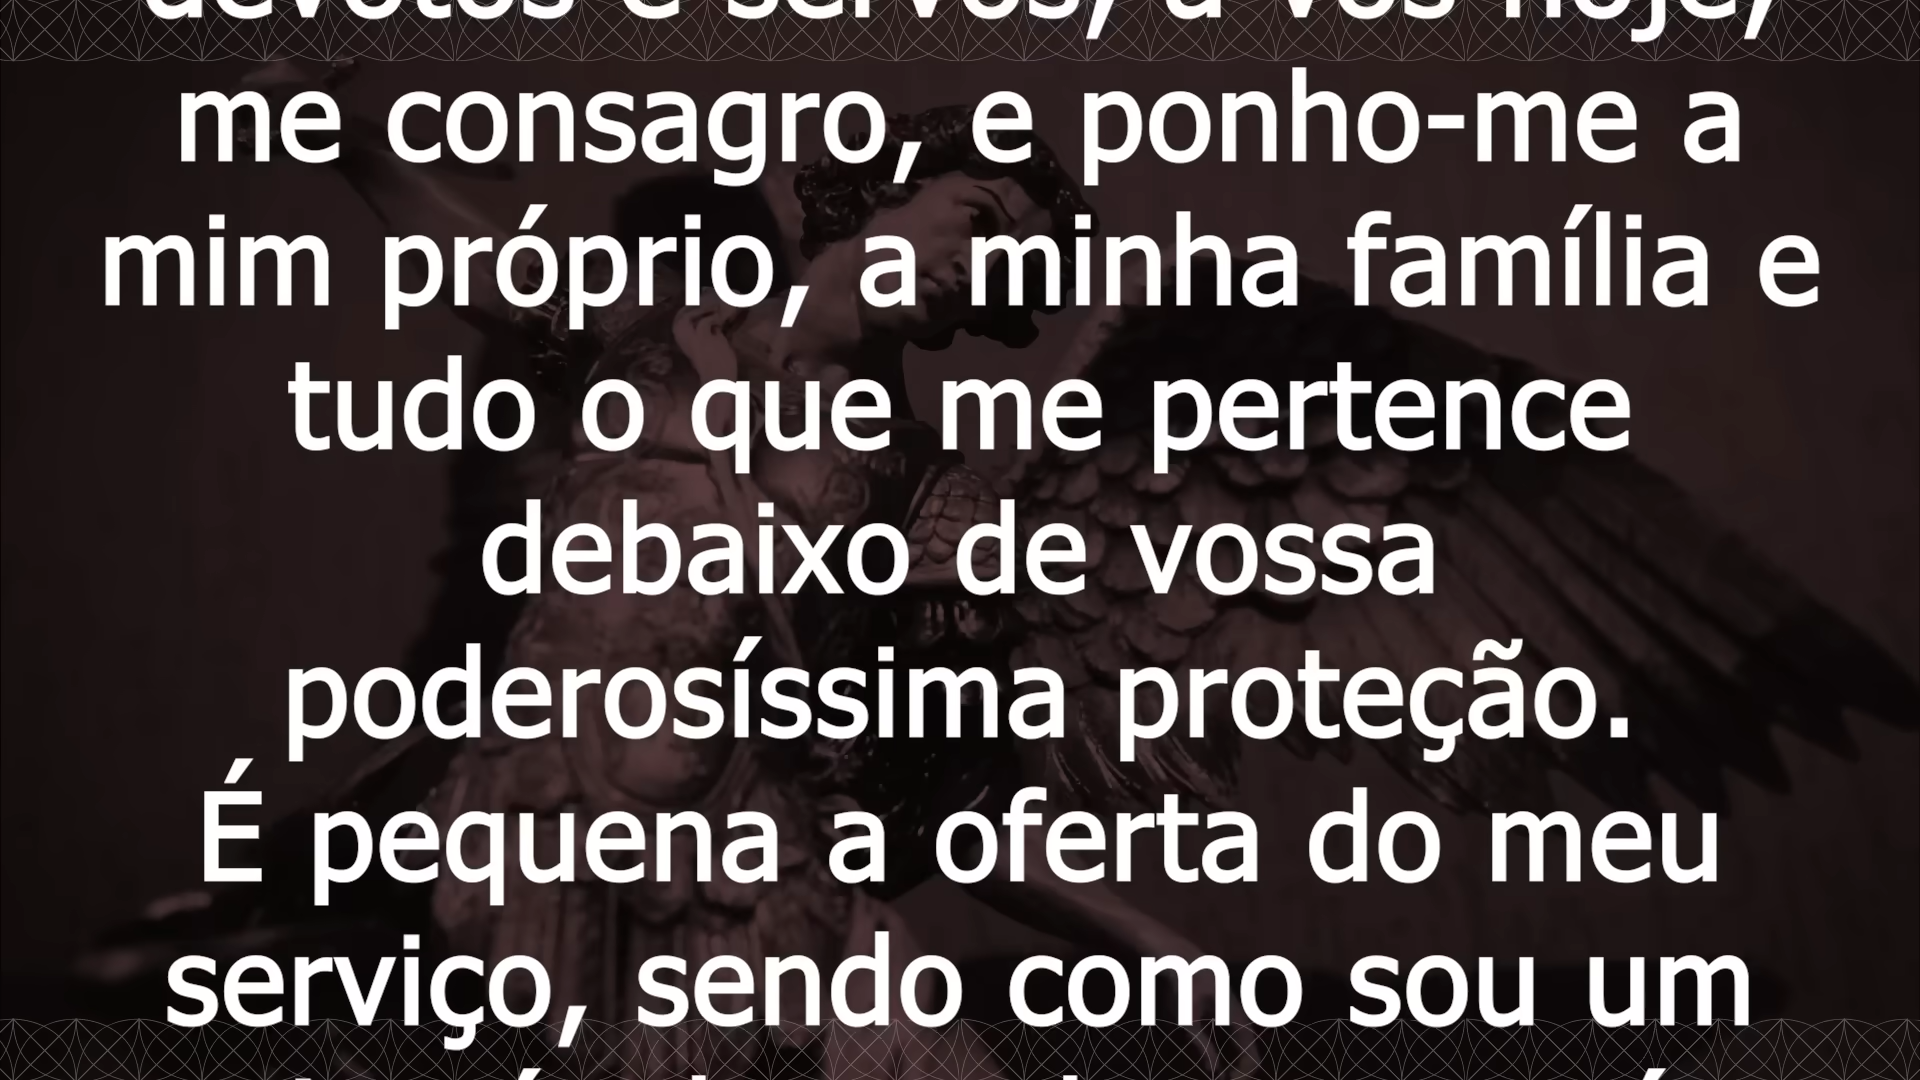 devotos e servos, a vós hoje,
me consagro, e ponho-me a
mim próprio, a minha família e
tudo o que me pertence
debaixo de vossa
poderosíssima proteção.
É pequena a oferta do meu
serviço, sendo como sou um